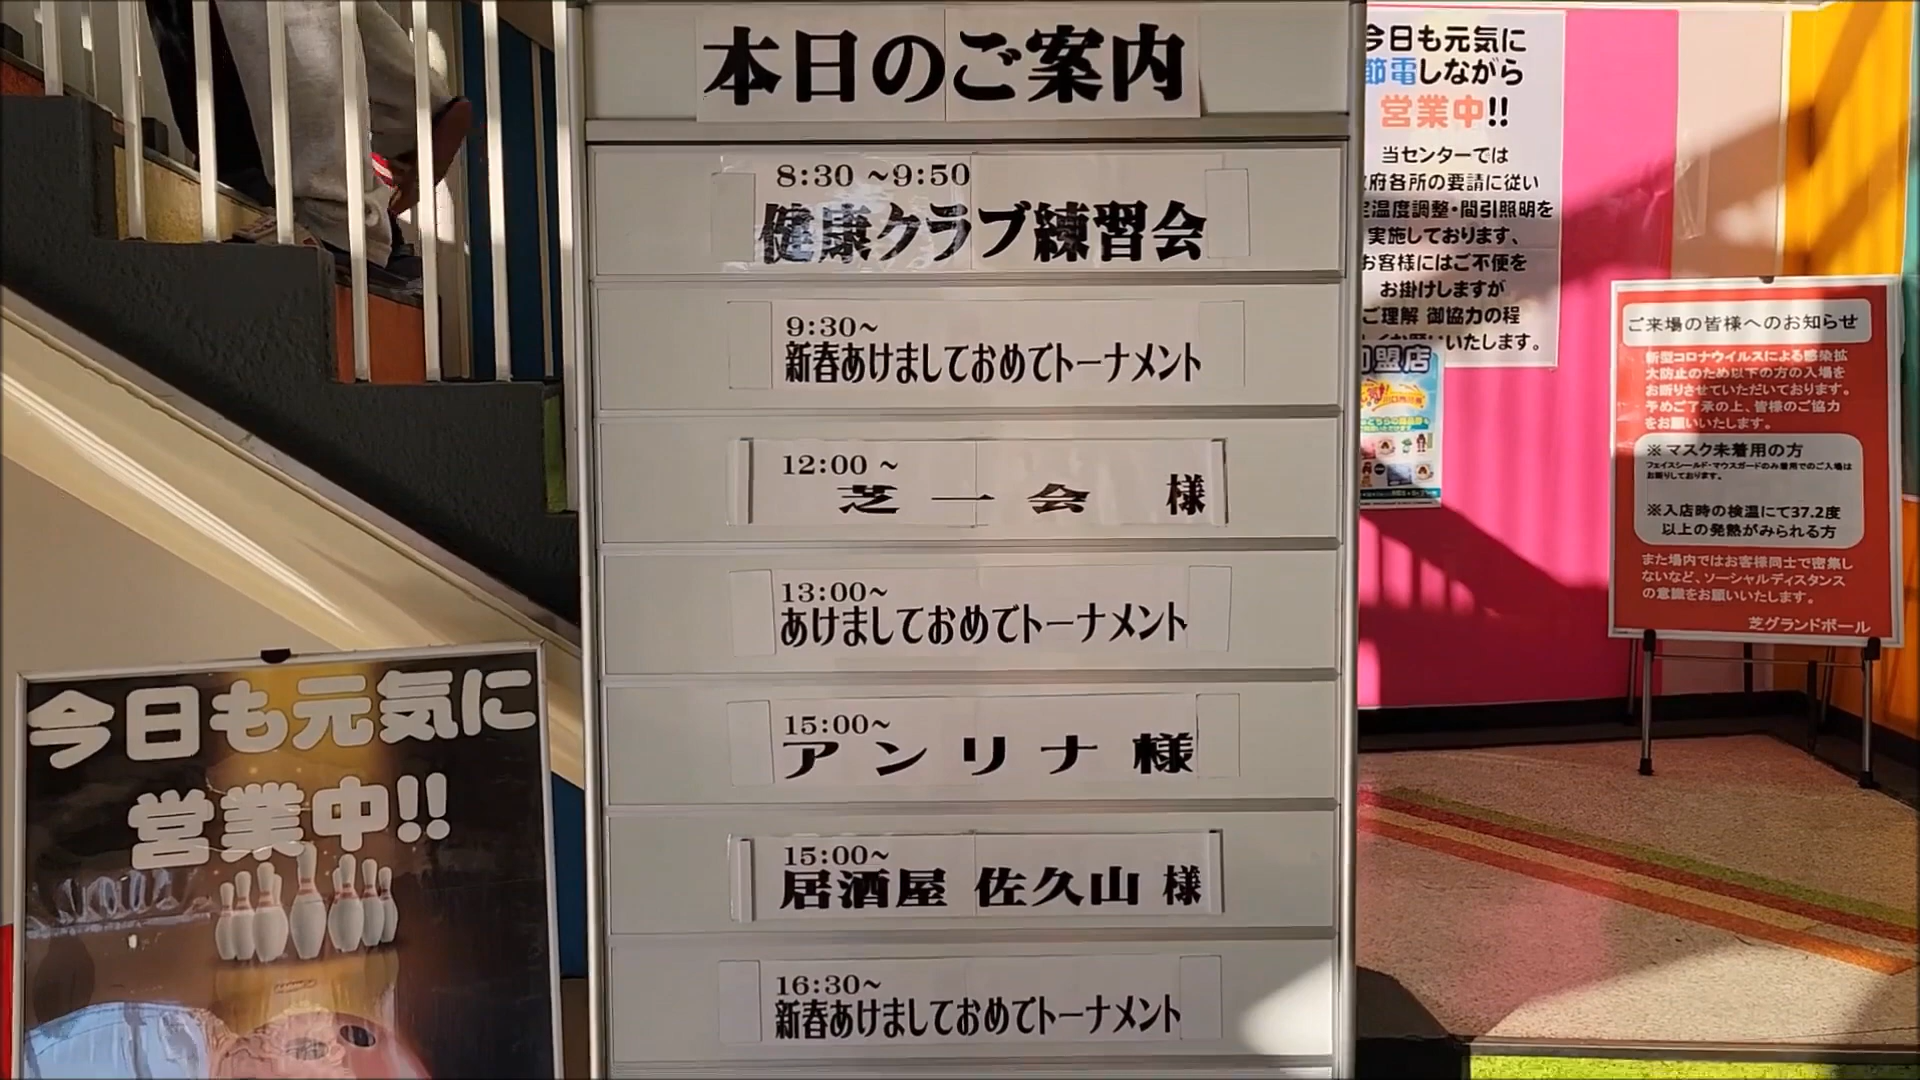 本日のご案内
8:30 ~9:50
健康クラブ練習会
9:30~
新春あけましておめでトーナメント
12:00 ~
芝一会 様
13:00~
あけましておめでトーナメント
15:00~
アンリナ 様
15:00~
居酒屋 佐久山 様
16:30~
新春あけましておめでトーナメント
今日も元気に
営業中!!
今日も元気に
節電しながら
営業中!!
当センターでは
府各所の要請に従い
温度調整・間引照明を
実施しております、
お客様にはご不便を
お掛けしますが
ご理解 御協力の程
いたします。
加盟店
ご来場の皆様へのお知らせ
新型コロナウイルスによる感染拡
大防止のため以下の方の入場を
お断りさせていただいております。
予めご了承の上、皆様のご協力
をお願いいたします。
※ マスク未着用の方
フェイスシールド・マウスガードのみ着用でのご入場は
お断りしております。
※入店時の検温にて37.2度
以上の発熱がみられる方
また場内ではお客様同士で密集し
ないなど、ソーシャルディスタンス
の意識をお願いいたします。
芝グランドボール